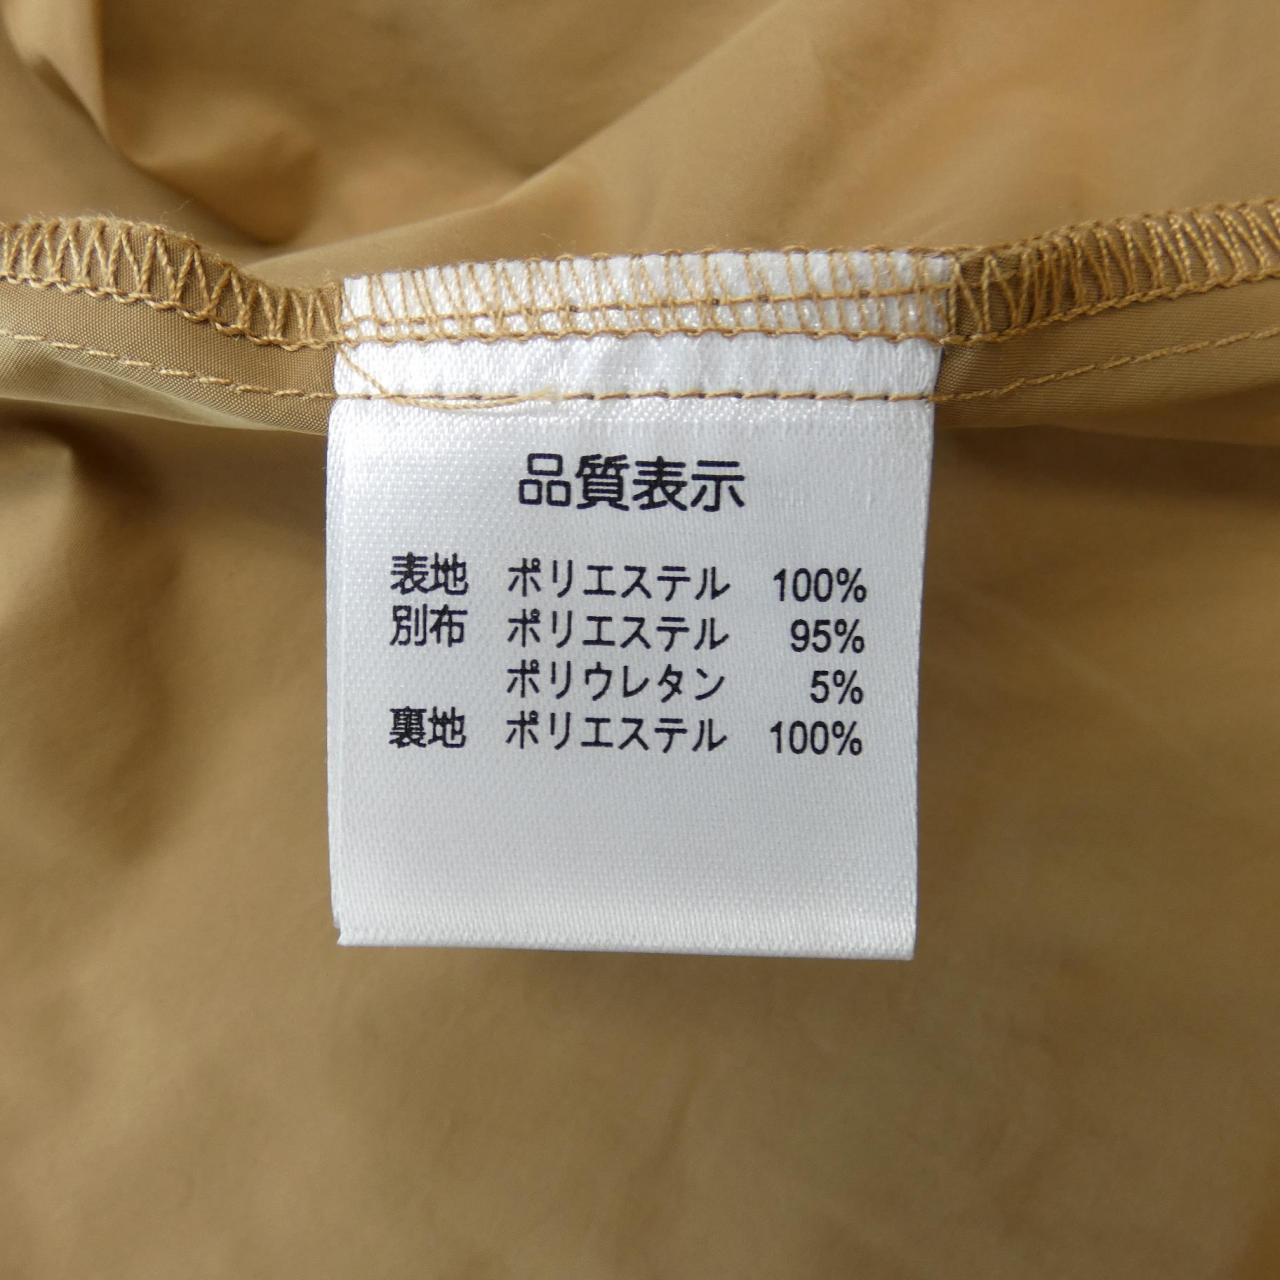 品質表示
表地 ポリエステル 100%
別布 ポリエステル 95%
ポリウレタン 5%
裏地 ポリエステル 100%